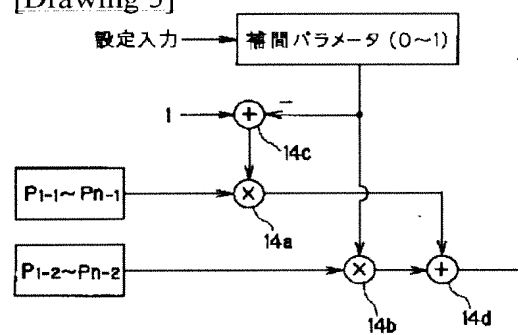 [Drawing 5]
設定入力
補間パラメータ (0~1)
1
+
−
14c
P1-1~Pn-1
×
14a
P1-2~Pn-2
×
+
14b
14d